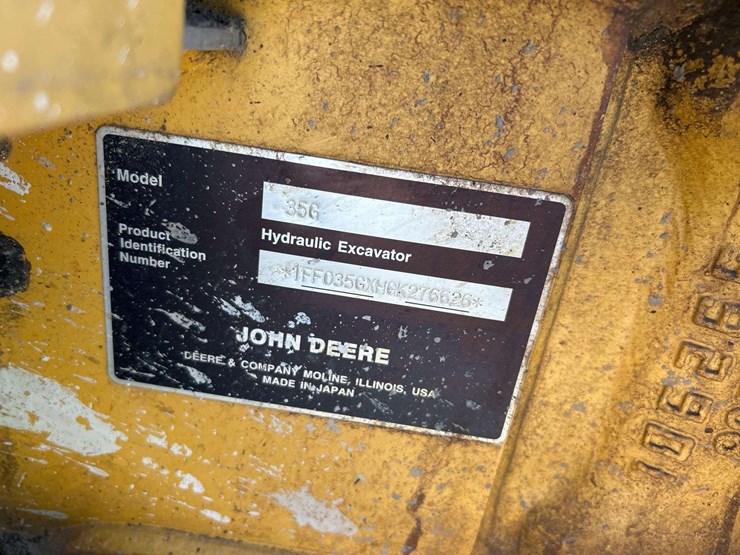 Model
35G
Hydraulic Excavator
Product
Identification
Number
*1FF035GXHGK276626*
JOHN DEERE
DEERE & COMPANY MOLINE, ILLINOIS, USA
MADE IN JAPAN